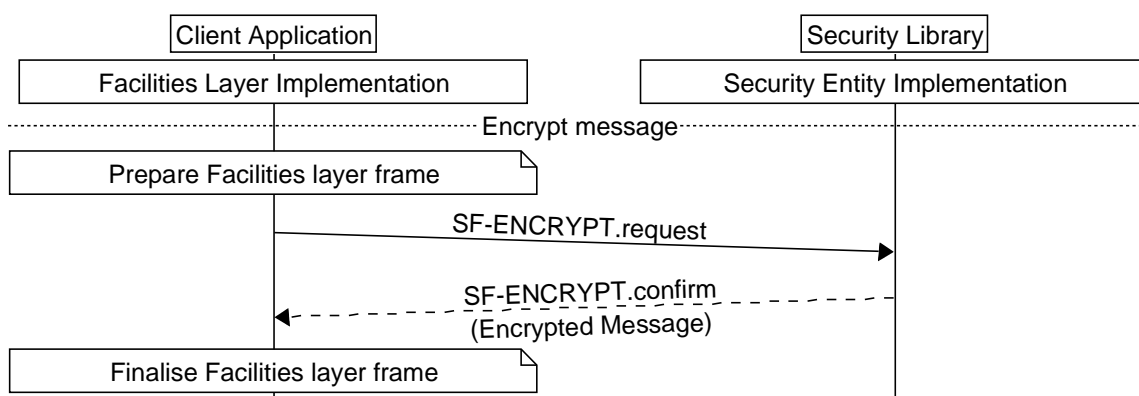 Client Application
Security Library
Facilities Layer Implementation
Security Entity Implementation
Encrypt message
Prepare Facilities layer frame
SF-ENCRYPT.request
SF-ENCRYPT.confirm
(Encrypted Message)
Finalise Facilities layer frame